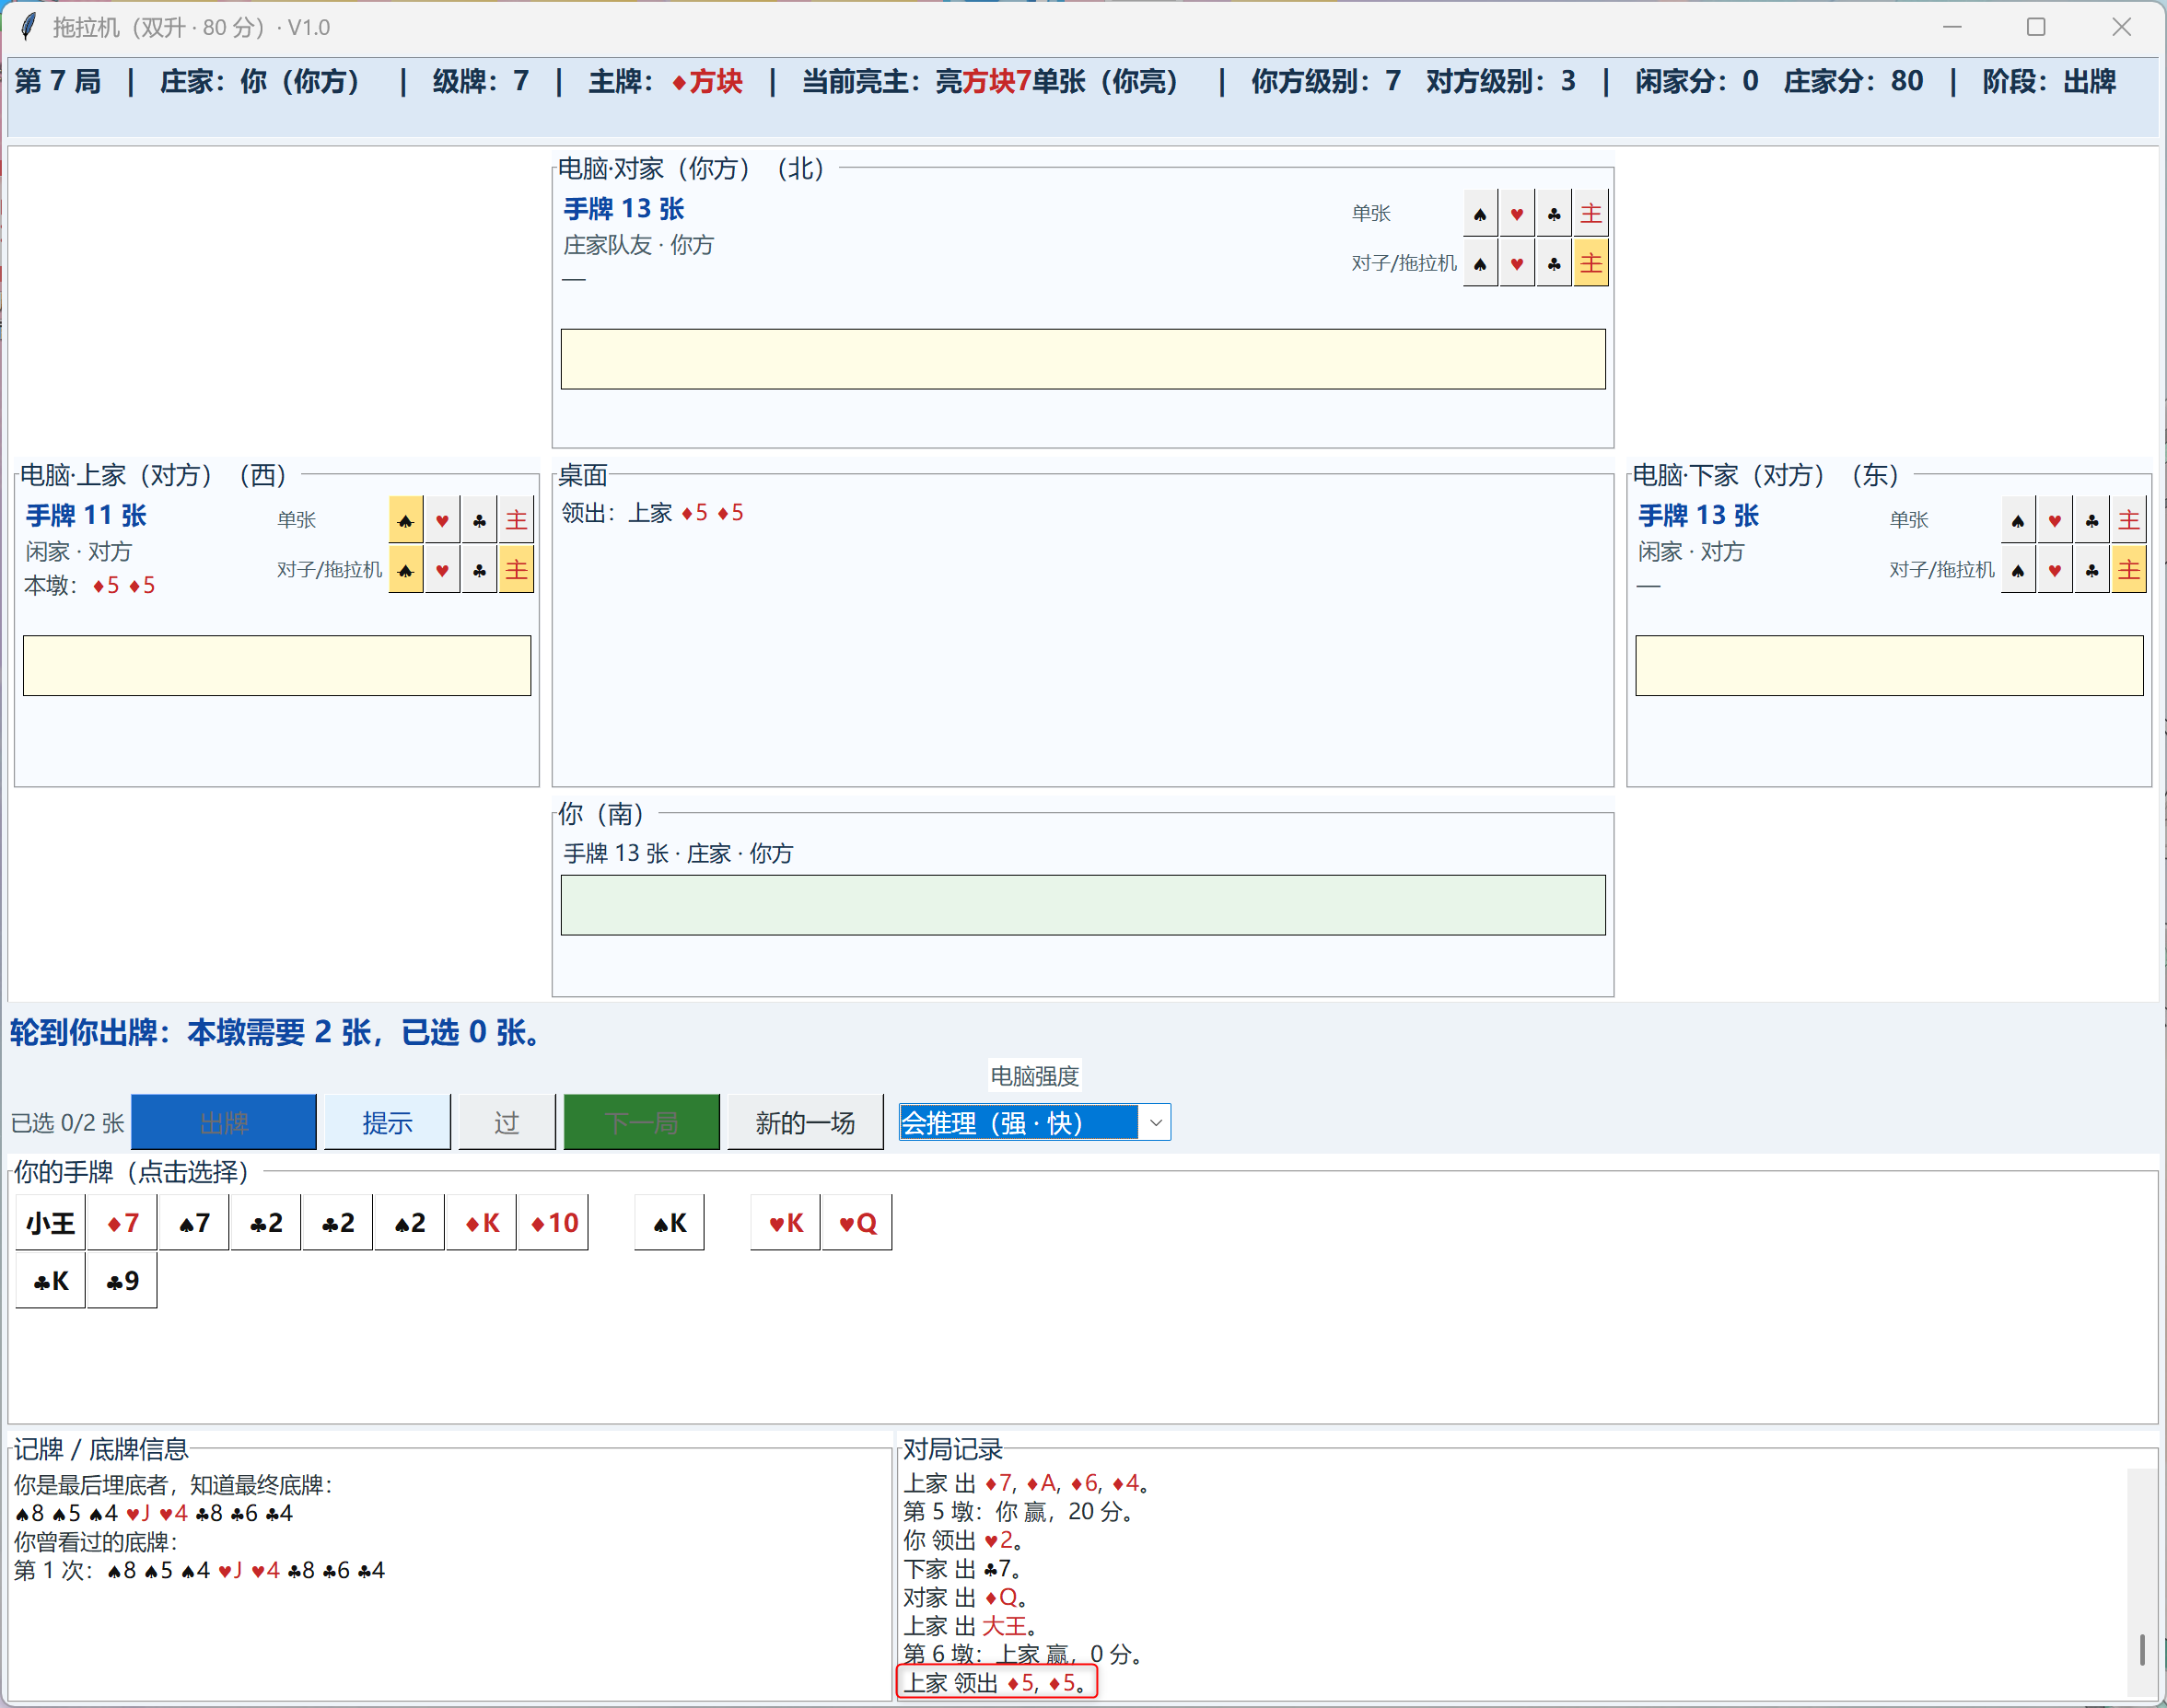 拖拉机（双升 · 80 分）· V1.0
第 7 局 | 庄家：你（你方） | 级牌：7 | 主牌：♦方块 | 当前亮主：亮方块7单张（你亮） | 你方级别：7 对方级别：3 | 闲家分：0 庄家分：80 | 阶段：出牌
电脑·对家（你方）（北）
手牌 13 张
单张 ♠ ♥ ♣ 主
庄家队友 · 你方
对子/拖拉机 ♠ ♥ ♣ 主
—
电脑·上家（对方）（西）
手牌 11 张
单张 ♠ ♥ ♣ 主
闲家 · 对方
对子/拖拉机 ♠ ♥ ♣ 主
本墩：♦5 ♦5
桌面
领出：上家 ♦5 ♦5
电脑·下家（对方）（东）
手牌 13 张
单张 ♠ ♥ ♣ 主
闲家 · 对方
对子/拖拉机 ♠ ♥ ♣ 主
—
你（南）
手牌 13 张 · 庄家 · 你方
轮到你出牌：本墩需要 2 张，已选 0 张。
电脑强度
已选 0/2 张 出牌 提示 过 下一局 新的一场 会推理（强 · 快）
你的手牌（点击选择）
小王 ♦7 ♠7 ♣2 ♣2 ♠2 ♦K ♦10 ♠K ♥K ♥Q
♣K ♣9
记牌 / 底牌信息
你是最后埋底者，知道最终底牌：
♠8 ♠5 ♠4 ♥J ♥4 ♣8 ♣6 ♣4
你曾看过的底牌：
第 1 次：♠8 ♠5 ♠4 ♥J ♥4 ♣8 ♣6 ♣4
对局记录
上家 出 ♦7, ♦A, ♦6, ♦4。
第 5 墩：你 赢，20 分。
你 领出 ♥2。
下家 出 ♣7。
对家 出 ♦Q。
上家 出 大王。
第 6 墩：上家 赢，0 分。
上家 领出 ♦5, ♦5。